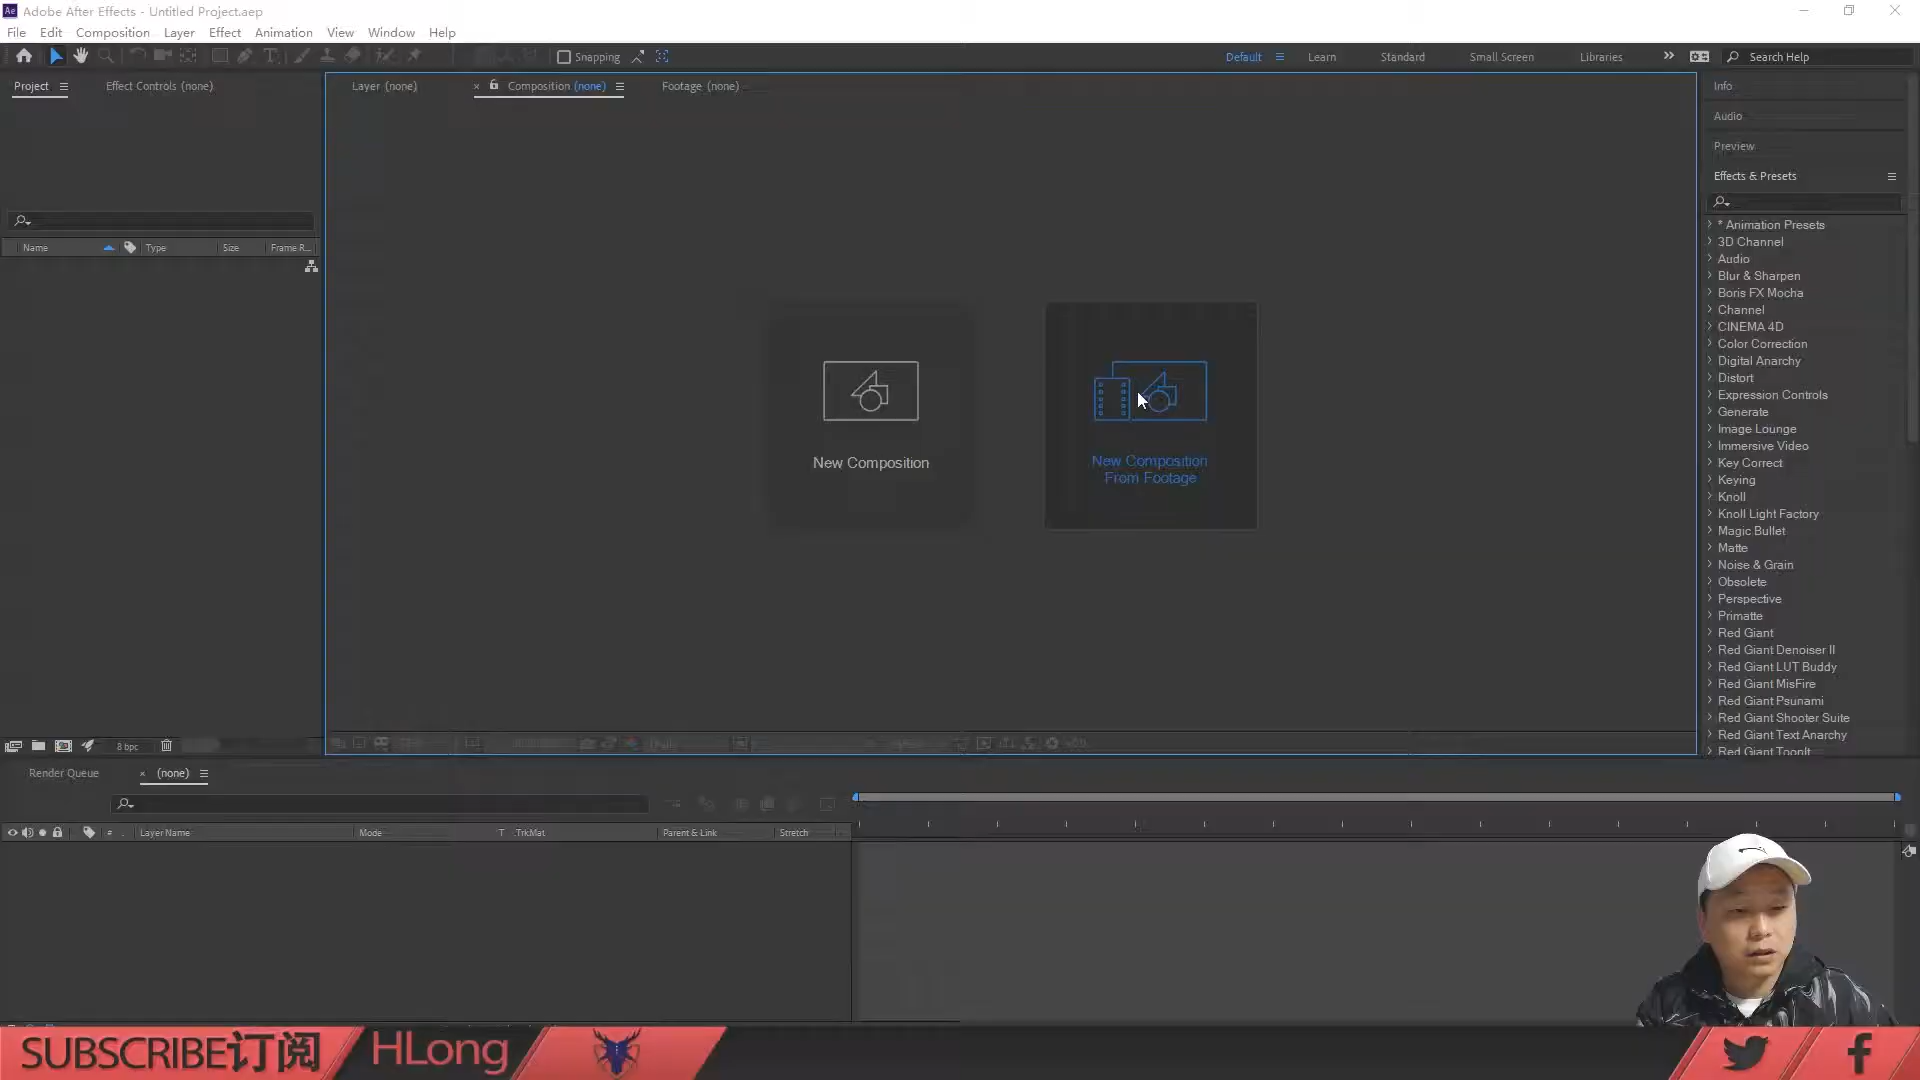 Ae Adobe After Effects - Untitled Project.aep
File Edit Composition Layer Effect Animation View Window Help
Snapping Default Learn Standard Small Screen Libraries Search Help
Project Effect Controls (none) Layer (none) Composition (none) Footage (none)
Info
Audio
Preview
Effects & Presets
Name Type Size Frame R...
* Animation Presets
3D Channel
Audio
Blur & Sharpen
Boris FX Mocha
Channel
CINEMA 4D
Color Correction
Digital Anarchy
Distort
Expression Controls
Generate
Image Lounge
Immersive Video
Key Correct
Keying
Knoll
Knoll Light Factory
Magic Bullet
Matte
Noise & Grain
Obsolete
Perspective
Primatte
Red Giant
Red Giant Denoiser II
Red Giant LUT Buddy
Red Giant MisFire
Red Giant Psunami
Red Giant Shooter Suite
Red Giant Text Anarchy
Red Giant ToonIt
New Composition
New Composition
From Footage
8 bpc
Render Queue (none)
# Layer Name Mode T .TrkMat Parent & Link Stretch
SUBSCRIBE订阅 HLong